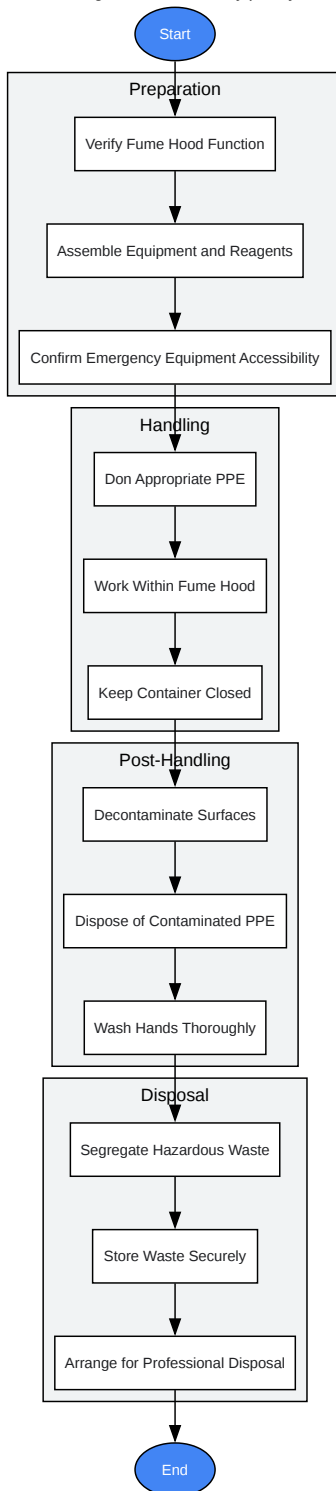 Start
Preparation
Verify Fume Hood Function
Assemble Equipment and Reagents
Confirm Emergency Equipment Accessibility
Handling
Don Appropriate PPE
Work Within Fume Hood
Keep Container Closed
Post-Handling
Decontaminate Surfaces
Dispose of Contaminated PPE
Wash Hands Thoroughly
Disposal
Segregate Hazardous Waste
Store Waste Securely
Arrange for Professional Disposal
End